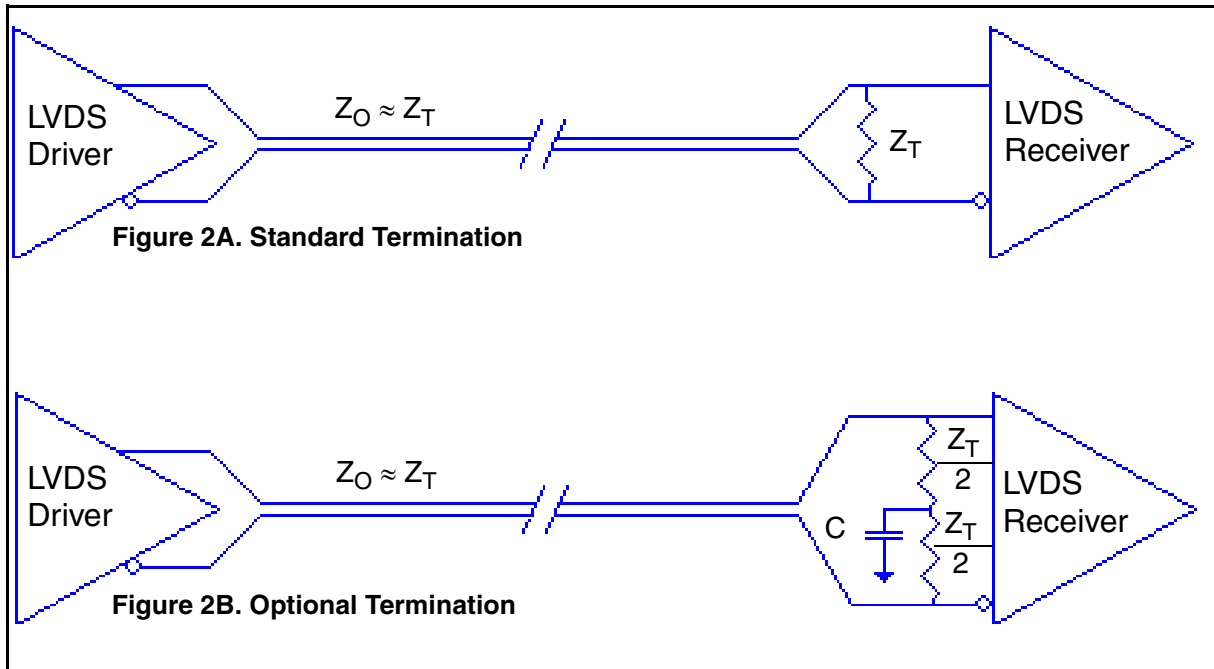 LVDS
Driver
Z_O ≈ Z_T
Z_T
LVDS
Receiver
Figure 2A. Standard Termination
LVDS
Driver
Z_O ≈ Z_T
C
Z_T
2
Z_T
2
LVDS
Receiver
Figure 2B. Optional Termination